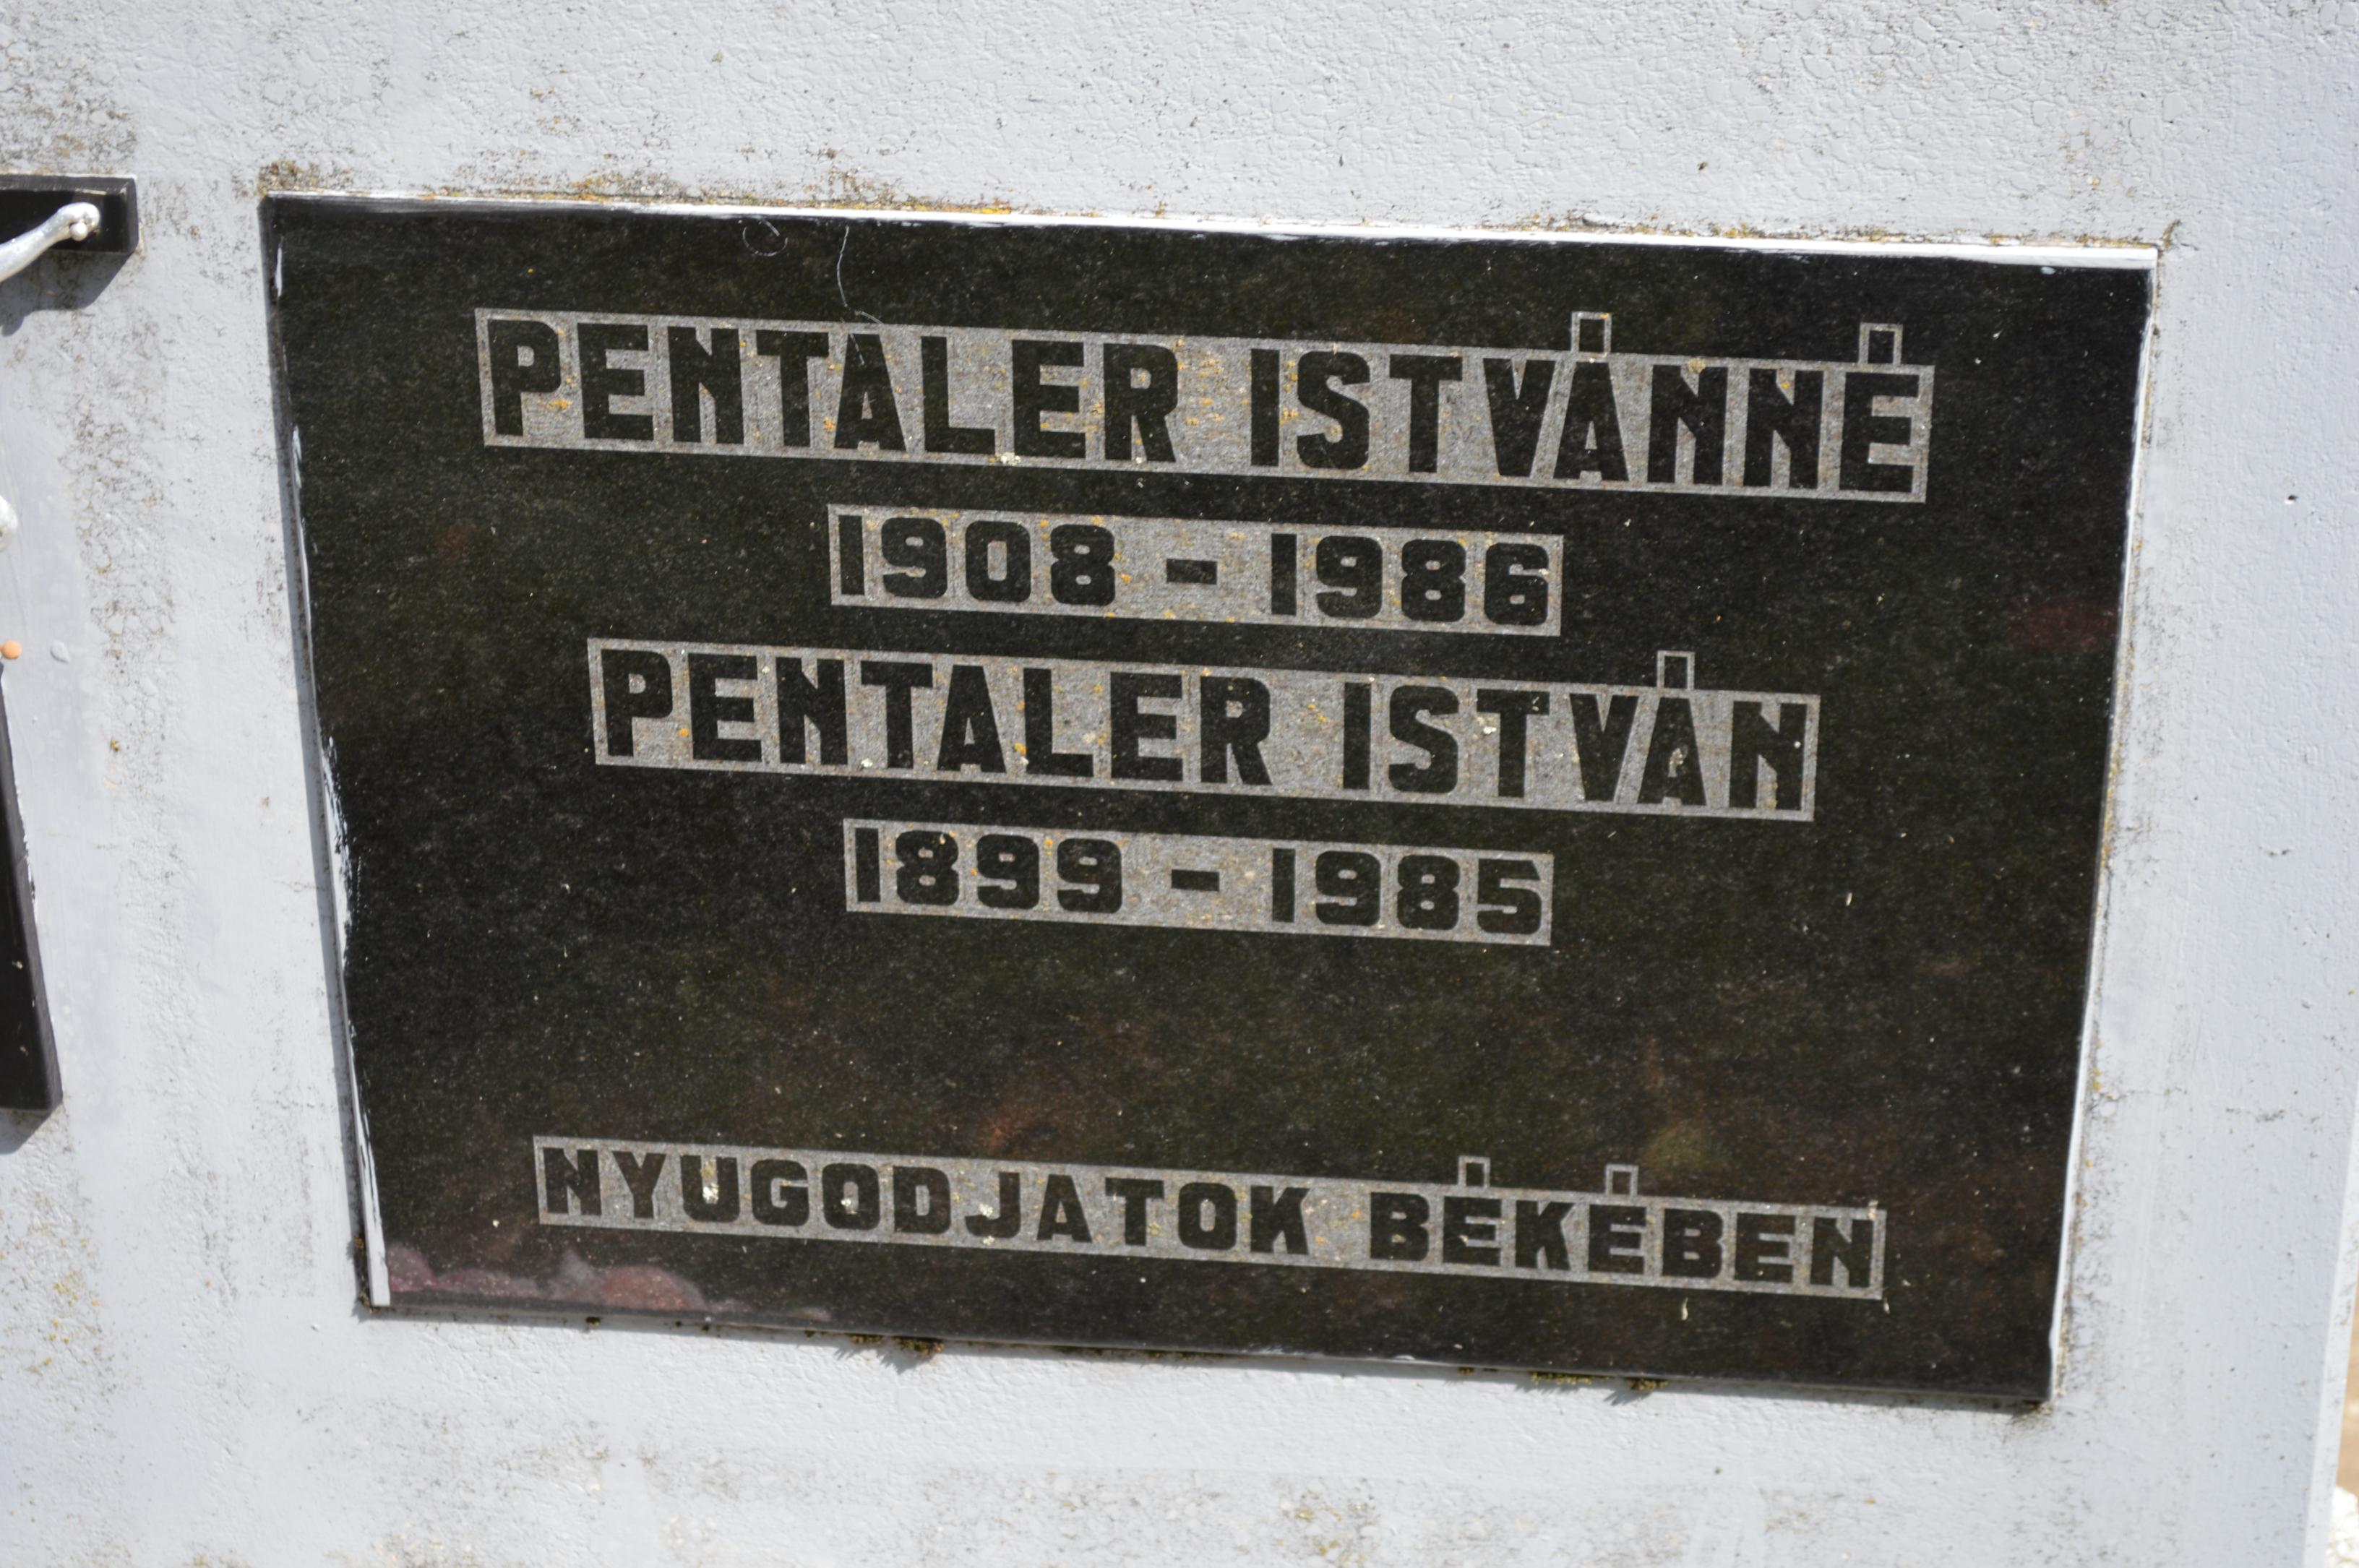 PENTALER ISTVÁNNÉ
1908 - 1986
PENTALER ISTVÁN
1899 - 1985
NYUGODJATOK BÉKÉBEN